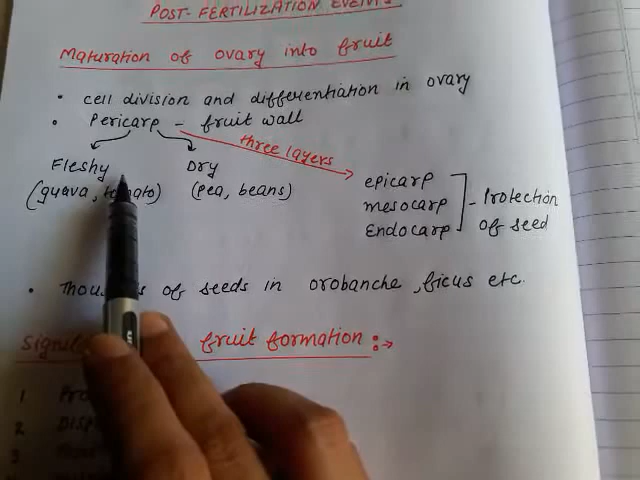 POST-FERTILIZATION EVENTS
Maturation of ovary into fruit
• cell division and differentiation in ovary
• Pericarp - fruit wall
three layers
Fleshy Dry
(guava, tomato) (pea, beans)
epicarp
mesocarp - Protection
Endocarp of seed
• of seeds in orobanche, ficus etc.
fruit formation :→
1
2
3